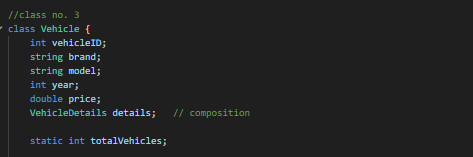 //class no. 3
class Vehicle {
int vehicleID;
string brand;
string model;
int year;
double price;
VehicleDetails details;   // composition
static int totalVehicles;